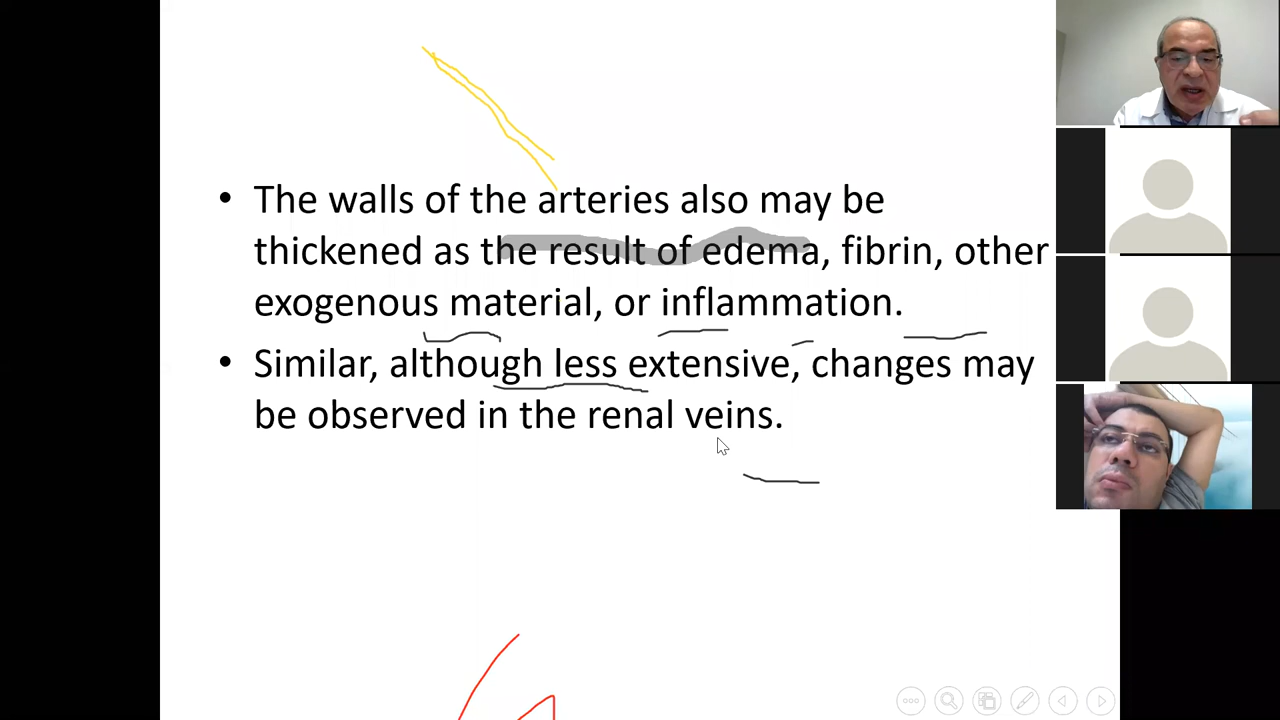 • The walls of the arteries also may be
thickened as the result of edema, fibrin, other
exogenous material, or inflammation.
• Similar, although less extensive, changes may
be observed in the renal veins.